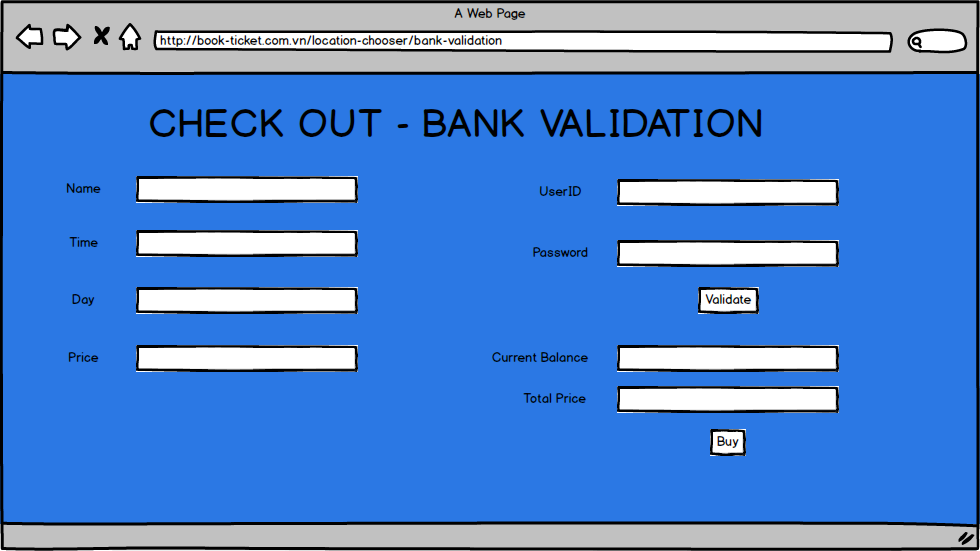 A Web Page
http://book-ticket.com.vn/location-chooser/bank-validation
CHECK OUT - BANK VALIDATION
Name
Time
Day
Price
UserID
Password
Validate
Current Balance
Total Price
Buy